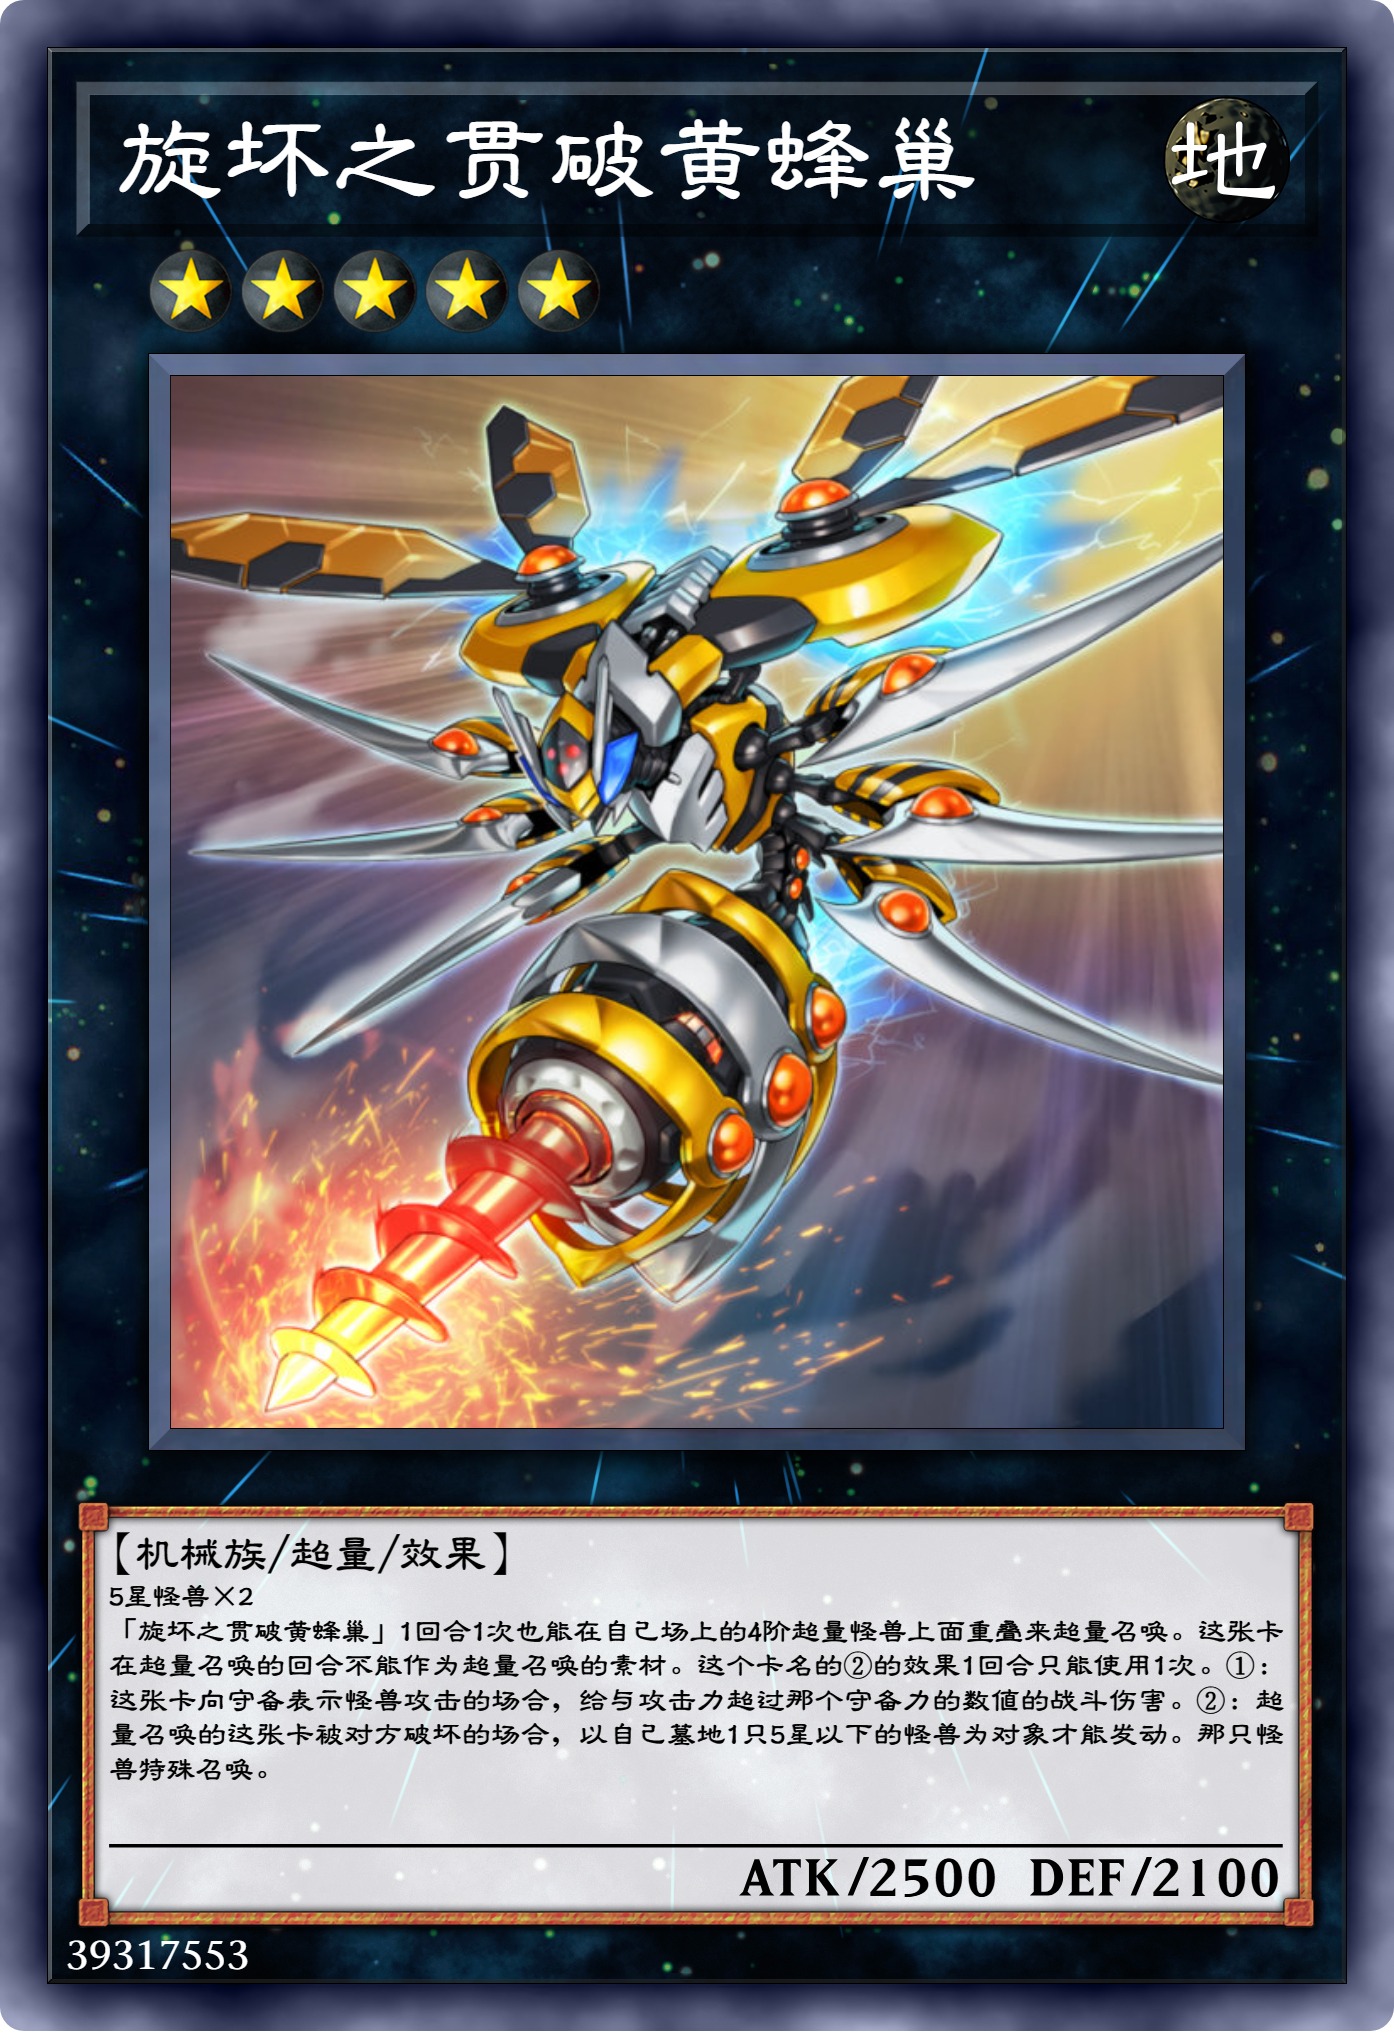 旋坏之贯破黄蜂巢
地
【机械族/超量/效果】
5星怪兽×2
「旋坏之贯破黄蜂巢」1回合1次也能在自己场上的4阶超量怪兽上面重叠来超量召唤。这张卡
在超量召唤的回合不能作为超量召唤的素材。这个卡名的②的效果1回合只能使用1次。①：
这张卡向守备表示怪兽攻击的场合，给与攻击力超过那个守备力的数值的战斗伤害。②：超
量召唤的这张卡被对方破坏的场合，以自己墓地1只5星以下的怪兽为对象才能发动。那只怪
兽特殊召唤。
ATK/2500 DEF/2100
39317553